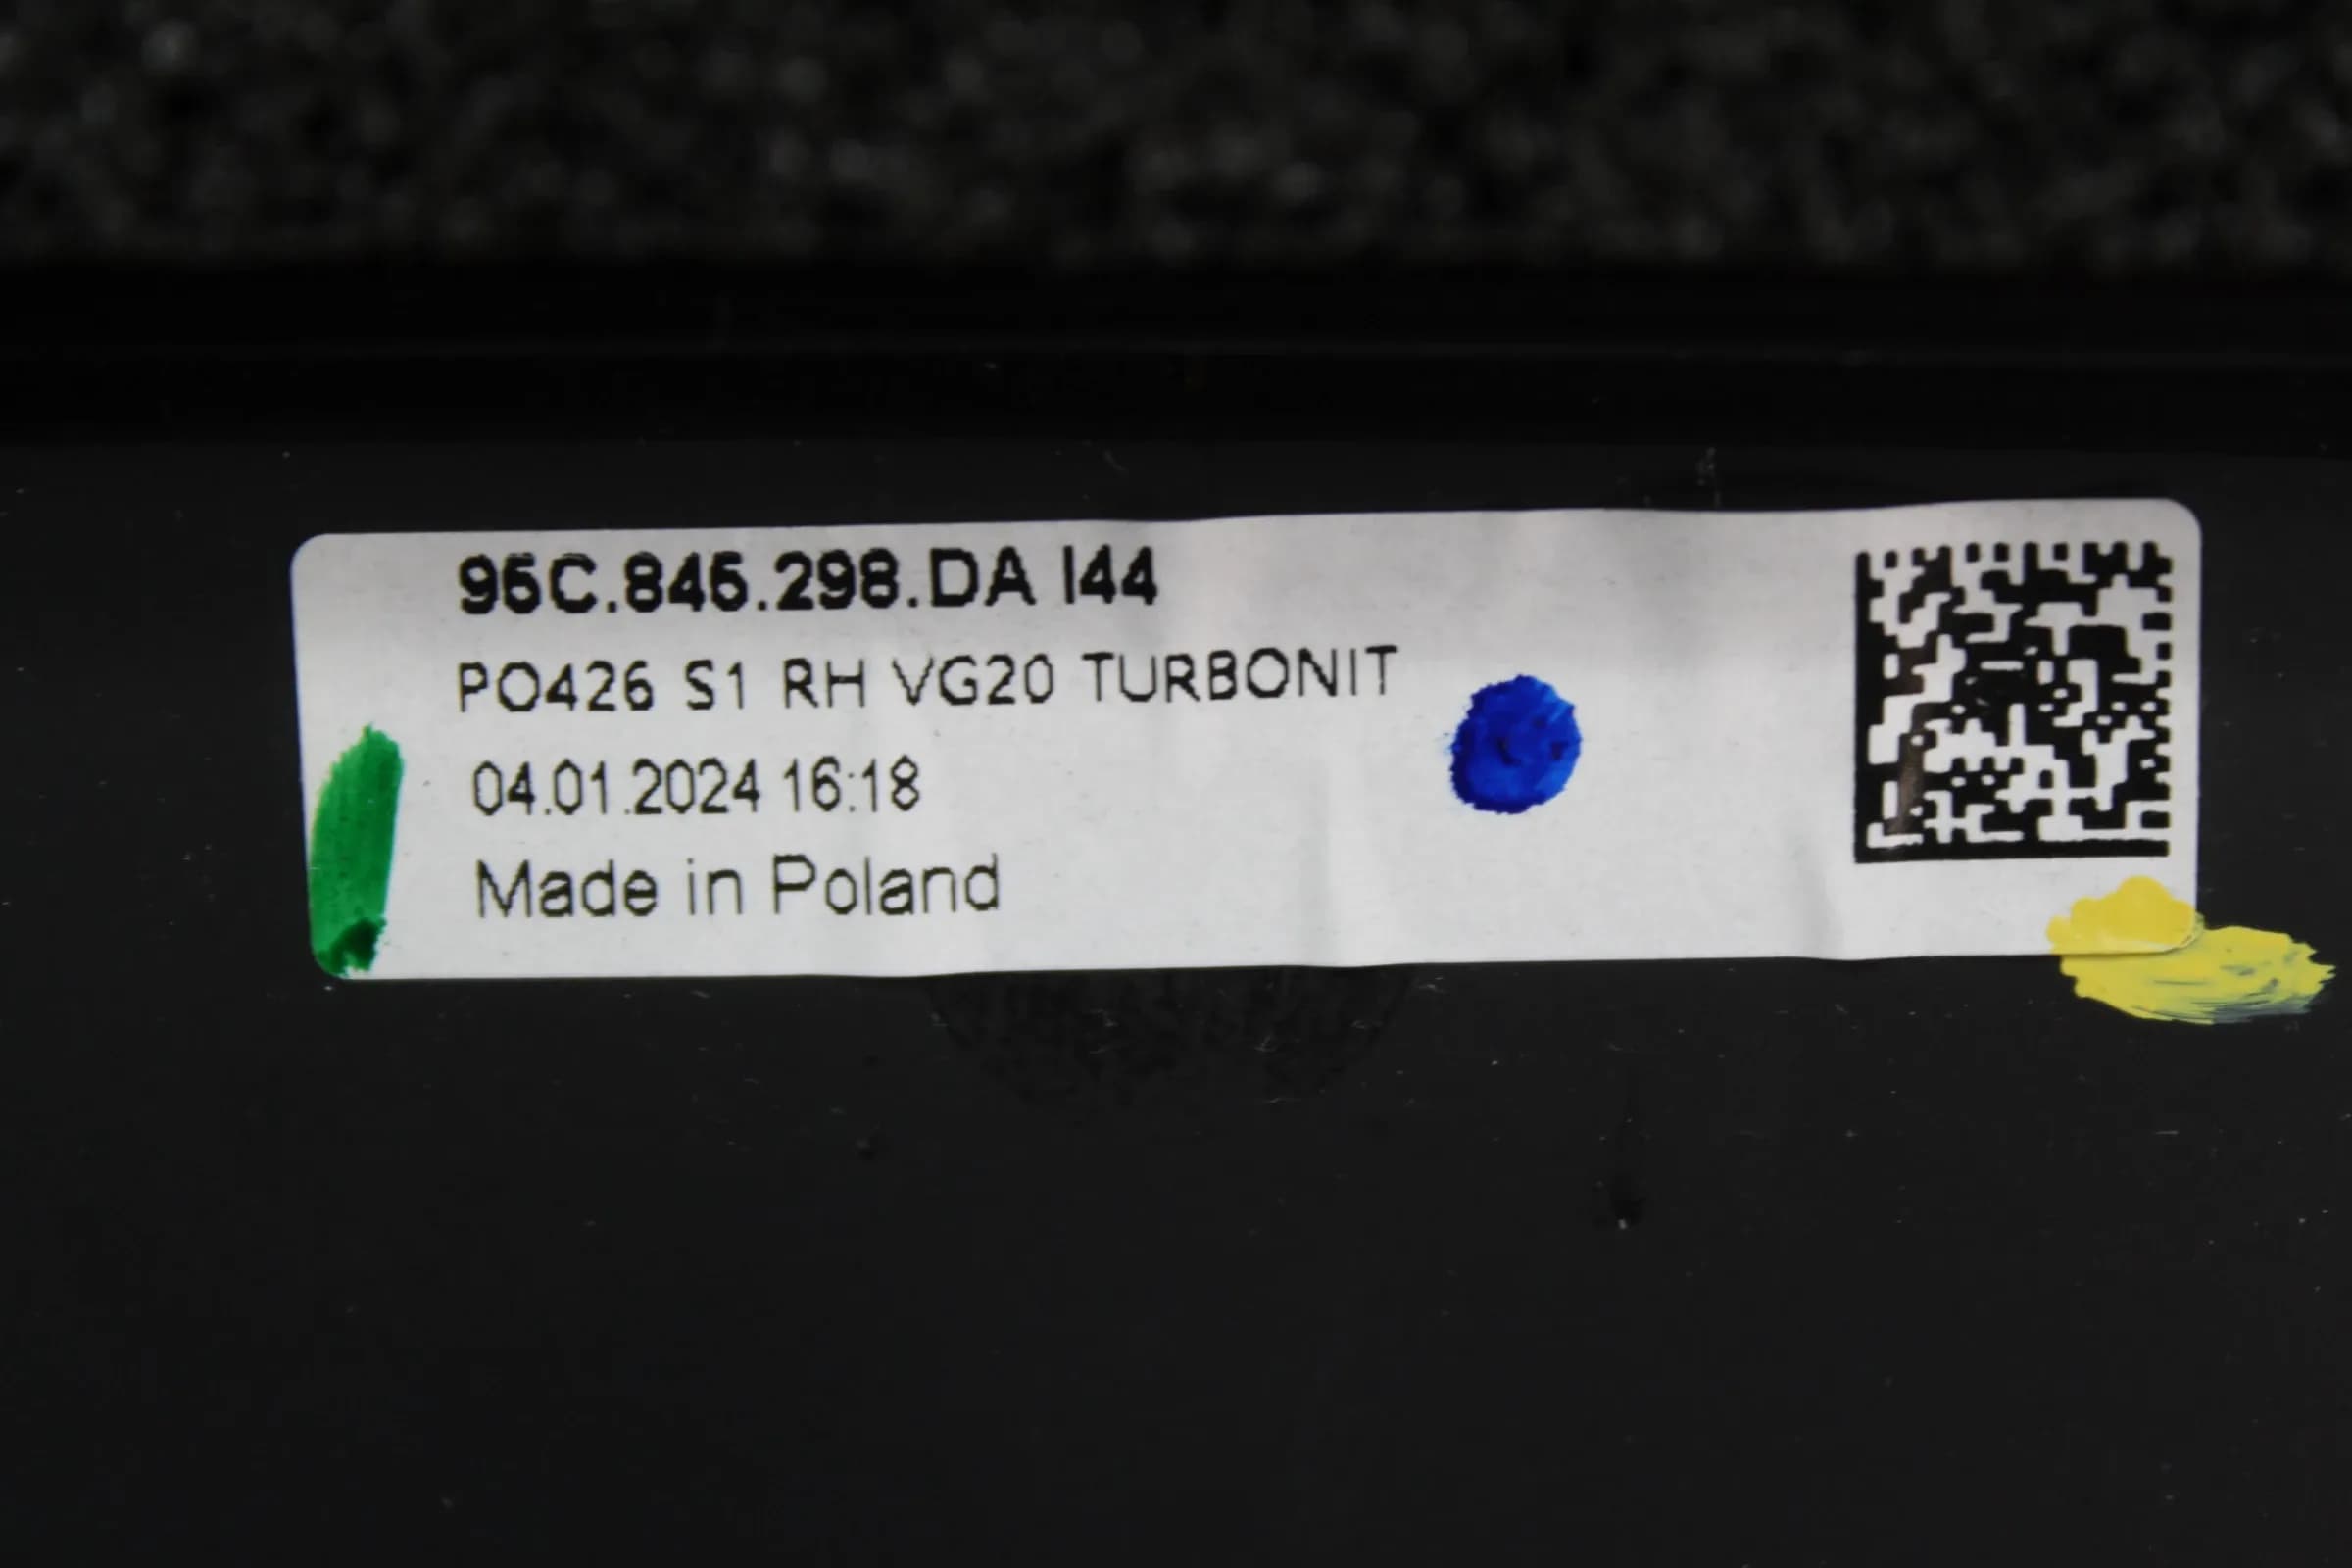 95C.845.298.DA I44
PO426 S1 RH VG20 TURBONIT
04.01.2024 16:18
Made in Poland